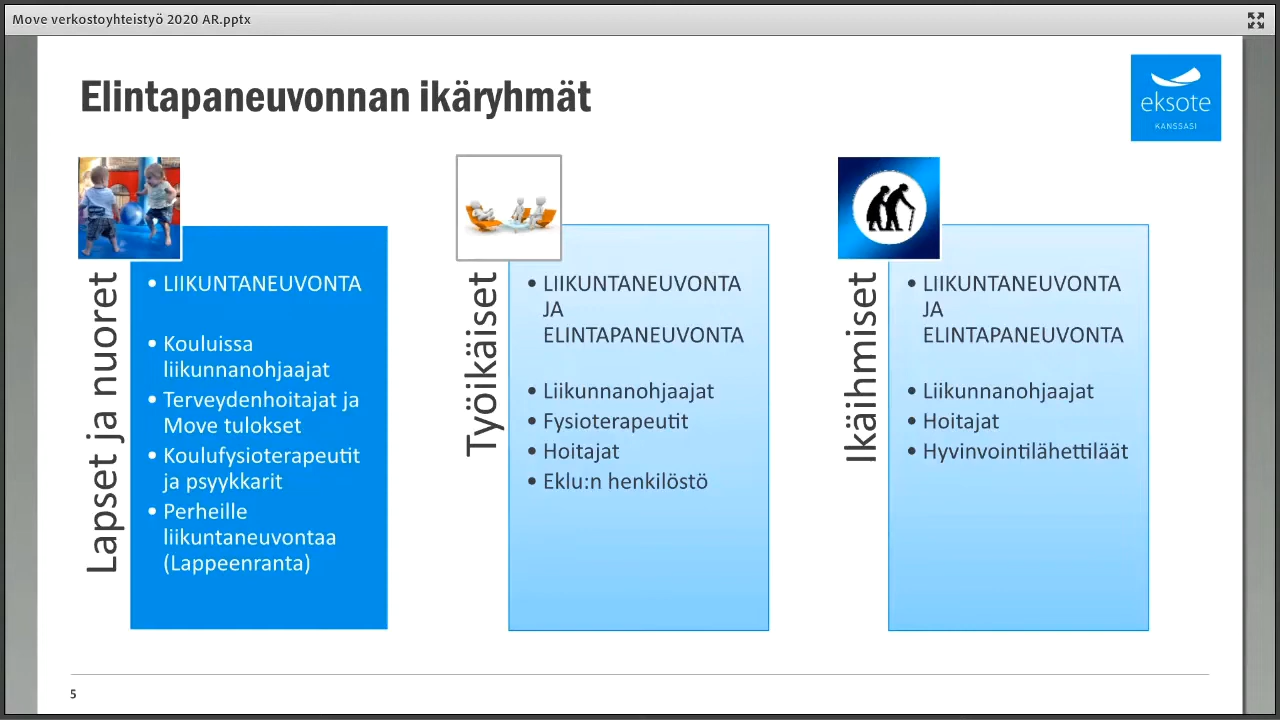 Move verkostoyhteistyö 2020 AR.pptx
Elintapaneuvonnan ikäryhmät
eksote
KANSSASI
Lapset ja nuoret
• LIIKUNTANEUVONTA
• Kouluissa
liikunnanohjaajat
• Terveydenhoitajat ja
Move tulokset
• Koulufysioterapeutit
ja psyykkarit
• Perheille
liikuntaneuvontaa
(Lappeenranta)
Työikäiset
• LIIKUNTANEUVONTA
JA
ELINTAPANEUVONTA
• Liikunnanohjaajat
• Fysioterapeutit
• Hoitajat
• Eklu:n henkilöstö
Ikäihmiset
• LIIKUNTANEUVONTA
JA
ELINTAPANEUVONTA
• Liikunnanohjaajat
• Hoitajat
• Hyvinvointilähettiläät
5